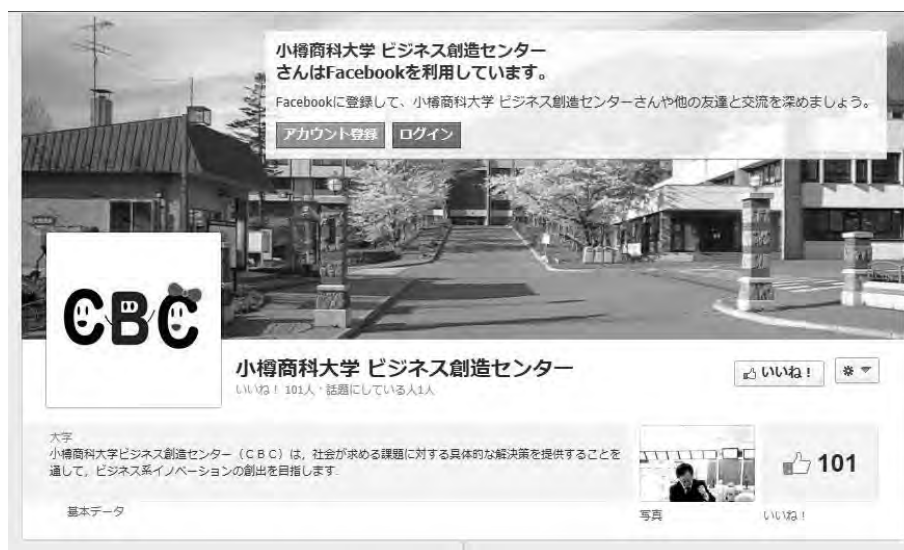 小樽商科大学 ビジネス創造センター
さんはFacebookを利用しています。
Facebookに登録して、小樽商科大学 ビジネス創造センターさんや他の友達と交流を深めましょう。
アカウント登録 ログイン
CBC
小樽商科大学 ビジネス創造センター
いいね! 101人・話題にしている人1人
いいね!
大学
小樽商科大学ビジネス創造センター(CBC)は,社会が求める課題に対する具体的な解決策を提供することを
通して,ビジネス系イノベーションの創出を目指します.
101
基本データ
写真
いいね!